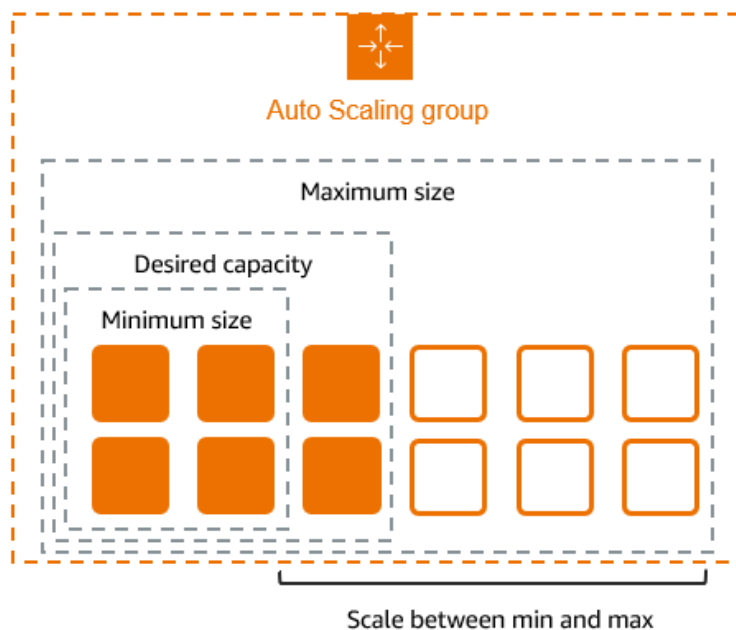 Auto Scaling group
Maximum size
Desired capacity
Minimum size
Scale between min and max